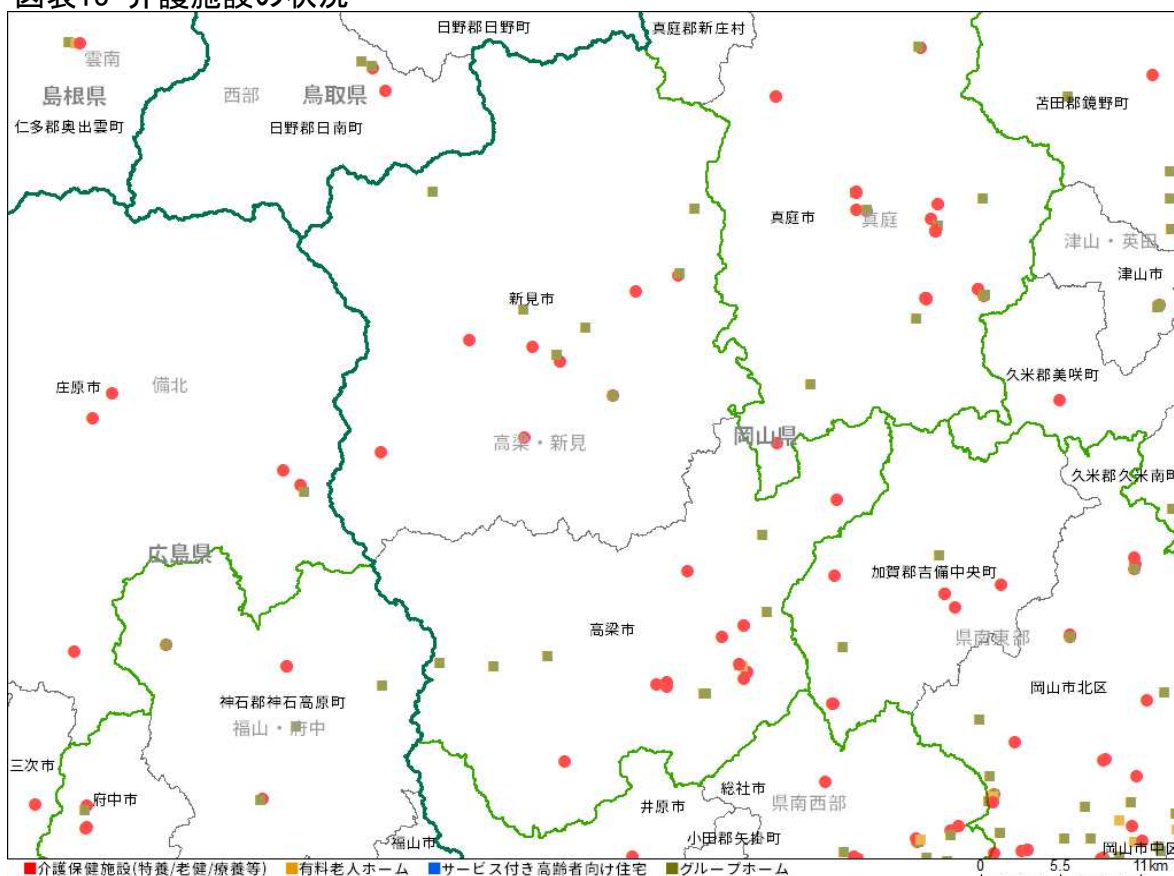 図表16 介護施設の状況
日野郡日野町
真庭郡新庄村
雲南
島根県
西部
鳥取県
仁多郡奥出雲町
日野郡日南町
苫田郡鏡野町
真庭市
真庭
津山・英田
津山市
新見市
庄原市
備北
久米郡美咲町
高梁・新見
岡山県
久米郡久米南町
広島県
加賀郡吉備中央町
高梁市
県南東部
岡山市北区
神石郡神石高原町
福山・府中
三次市
府中市
総社市
井原市
県南西部
福山市
小田郡矢掛町
岡山市中区
介護保健施設(特養/老健/療養等) 有料老人ホーム サービス付き高齢者向け住宅 グループホーム
0 5.5 11km